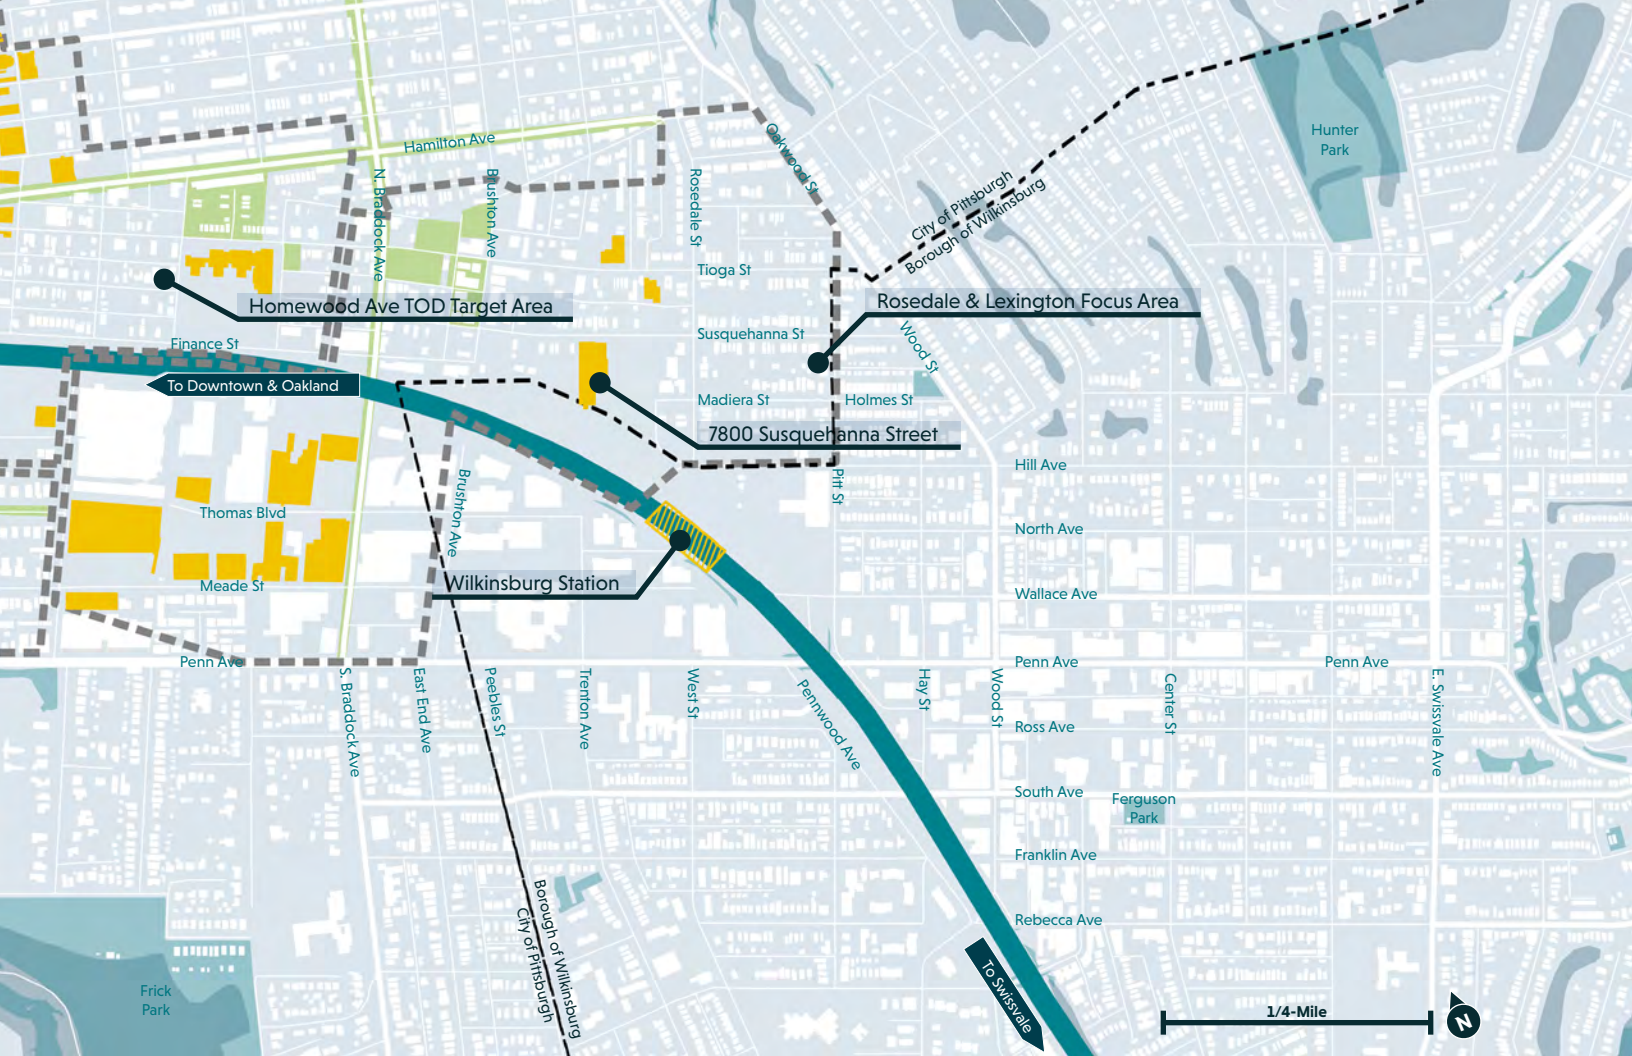 Hunter
Park
Oakwood St
Hamilton Ave
N. Braddock Ave
Brushton Ave
Rosedale St
City of Pittsburgh
Borough of Wilkinsburg
Tioga St
Homewood Ave TOD Target Area
Rosedale & Lexington Focus Area
Susquehanna St
Wood St
Finance St
To Downtown & Oakland
Madiera St
Holmes St
7800 Susquehanna Street
Hill Ave
Brushton Ave
Pitt St
Thomas Blvd
North Ave
Meade St
Wilkinsburg Station
Wallace Ave
Penn Ave
Penn Ave
Penn Ave
S. Braddock Ave
East End Ave
Peebles St
Trenton Ave
West St
Pennwood Ave
Hay St
Wood St
Center St
E. Swissvale Ave
Ross Ave
South Ave
Ferguson
Park
Franklin Ave
Borough of Wilkinsburg
City of Pittsburgh
Rebecca Ave
To Swissvale
Frick
Park
1/4-Mile
N